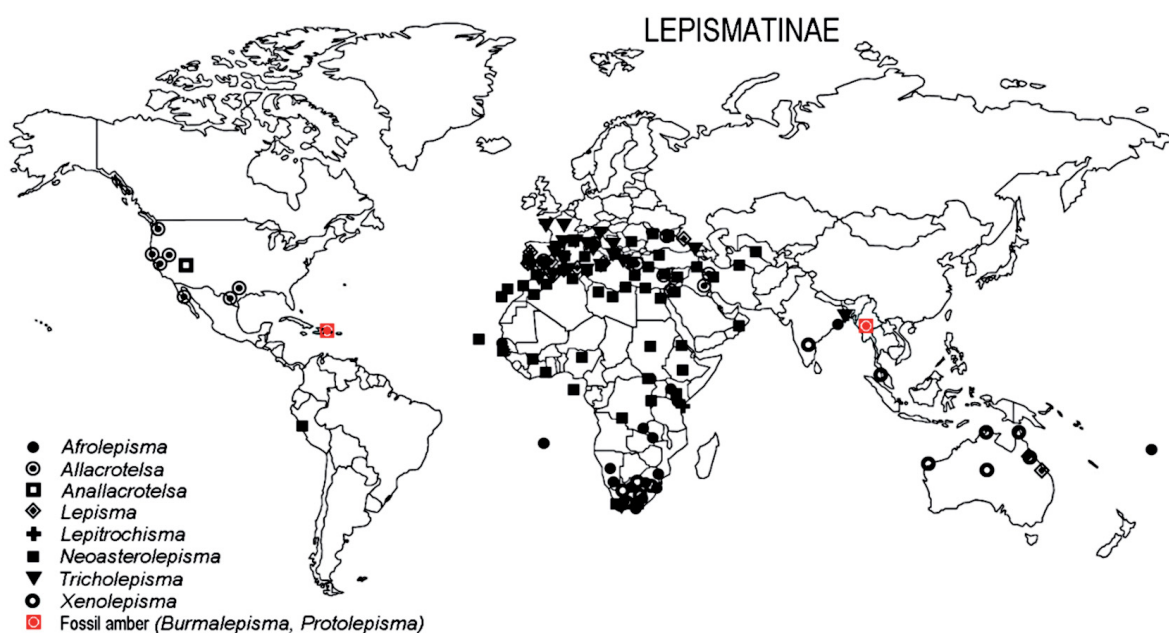 LEPISMATINAE
Afrolepisma
Allacrotelsa
Anallacrotelsa
Lepisma
Lepitrochisma
Neoasterolepisma
Tricholepisma
Xenolepisma
Fossil amber (Burmalepisma, Protolepisma)